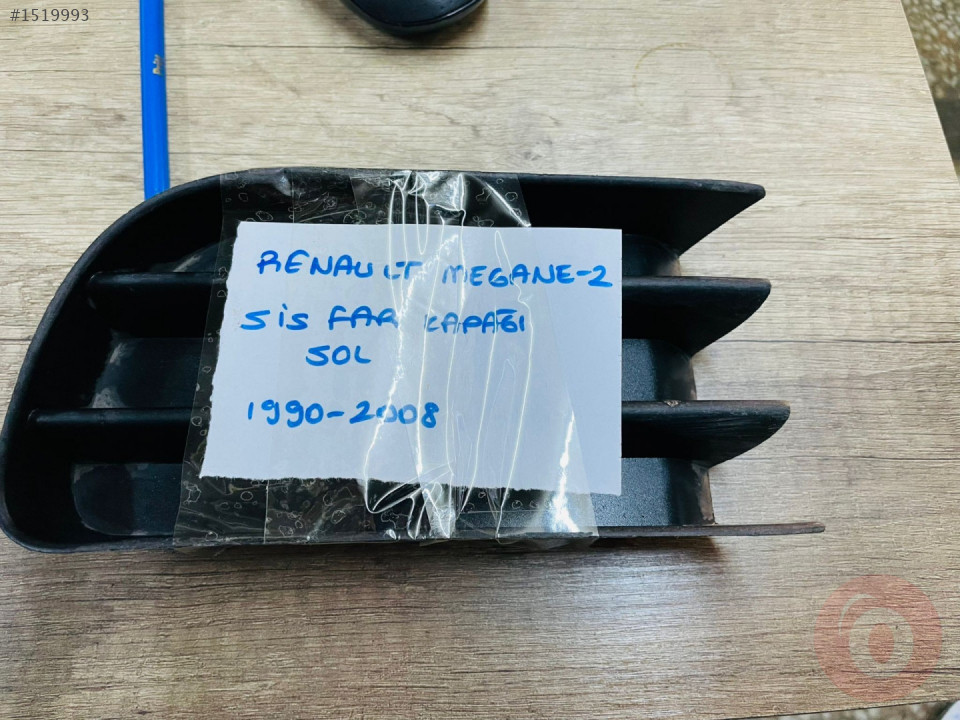 #1519993
RENAULT MEGANE-2
SİS FAR KAPAĞI
SOL
1990-2008